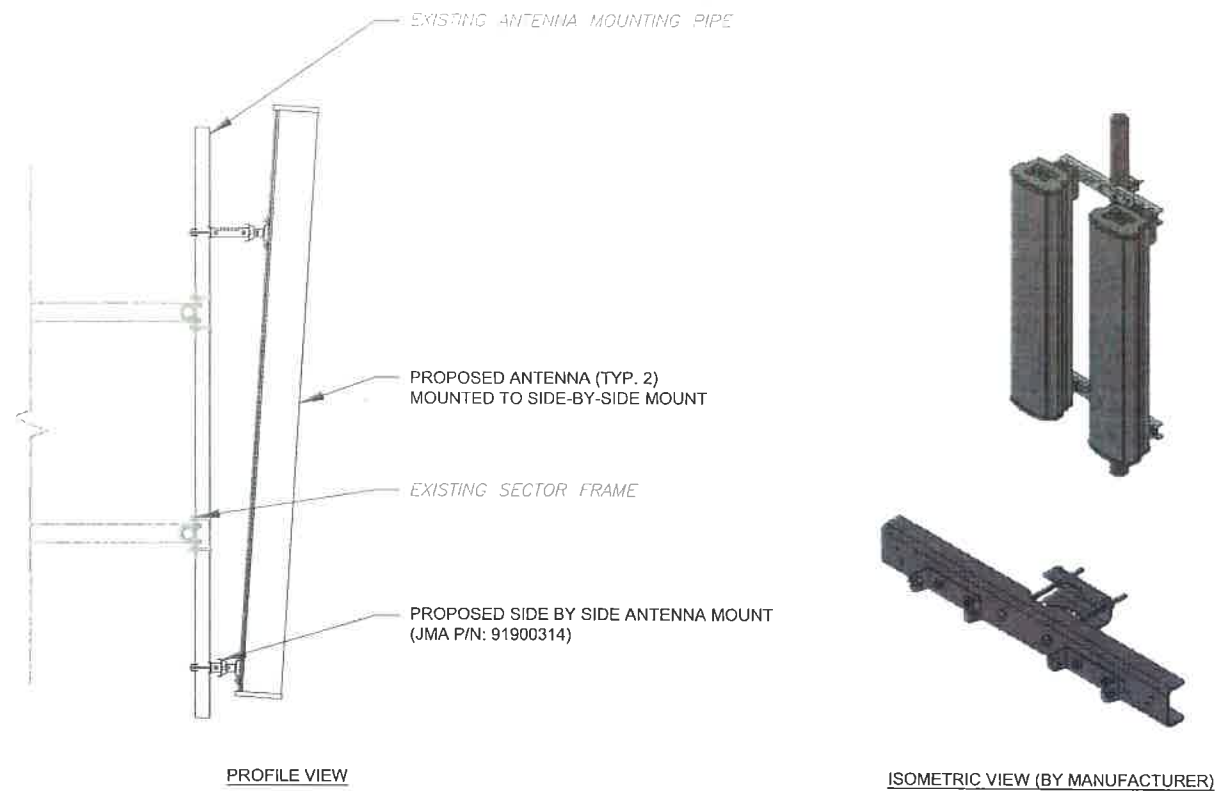 EXISTING ANTENNA MOUNTING PIPE
PROPOSED ANTENNA (TYP. 2)
MOUNTED TO SIDE-BY-SIDE MOUNT
EXISTING SECTOR FRAME
PROPOSED SIDE BY SIDE ANTENNA MOUNT
(JMA P/N: 91900314)
PROFILE VIEW
ISOMETRIC VIEW (BY MANUFACTURER)